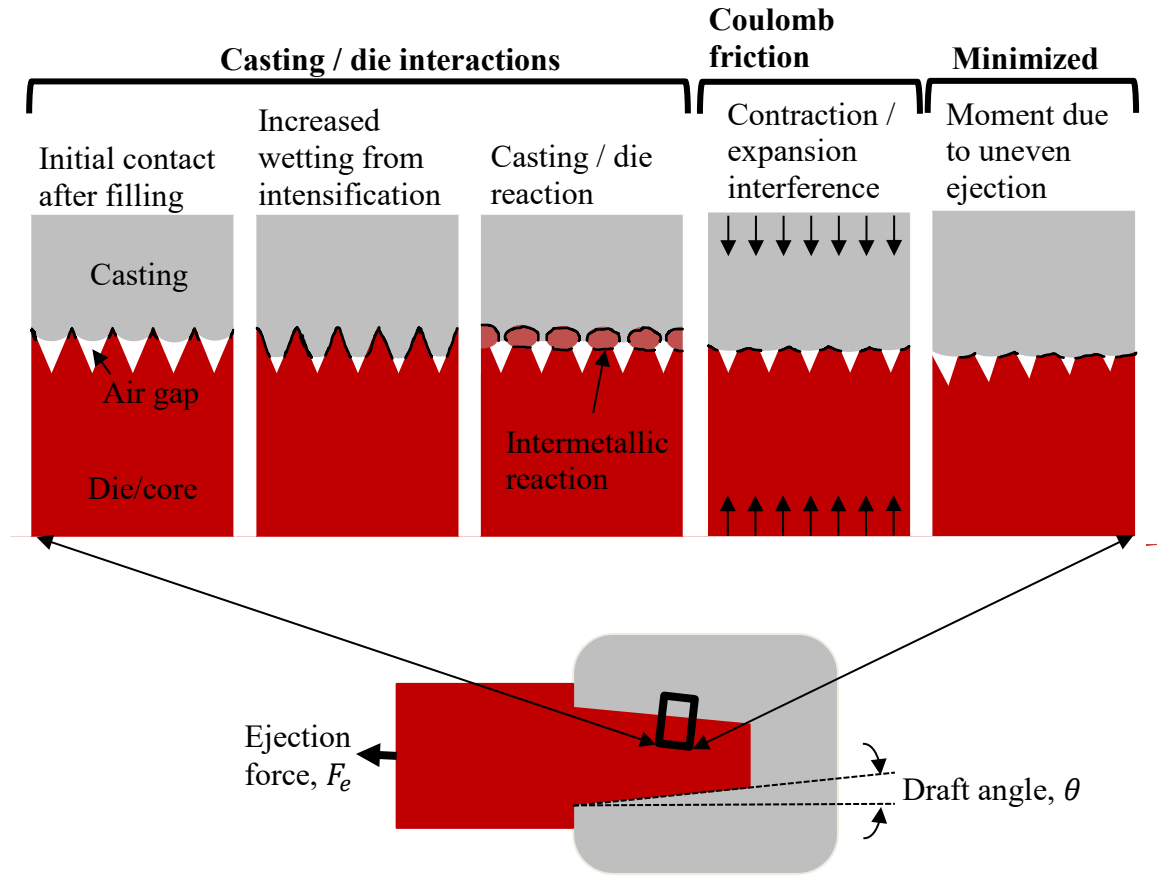 Casting / die interactions
Coulomb
friction
Minimized
Initial contact
after filling
Increased
wetting from
intensification
Casting / die
reaction
Contraction /
expansion
interference
Moment due
to uneven
ejection
Casting
Air gap
Die/core
Intermetallic
reaction
Ejection
force, 𝐹ₑ
Draft angle, 𝜃